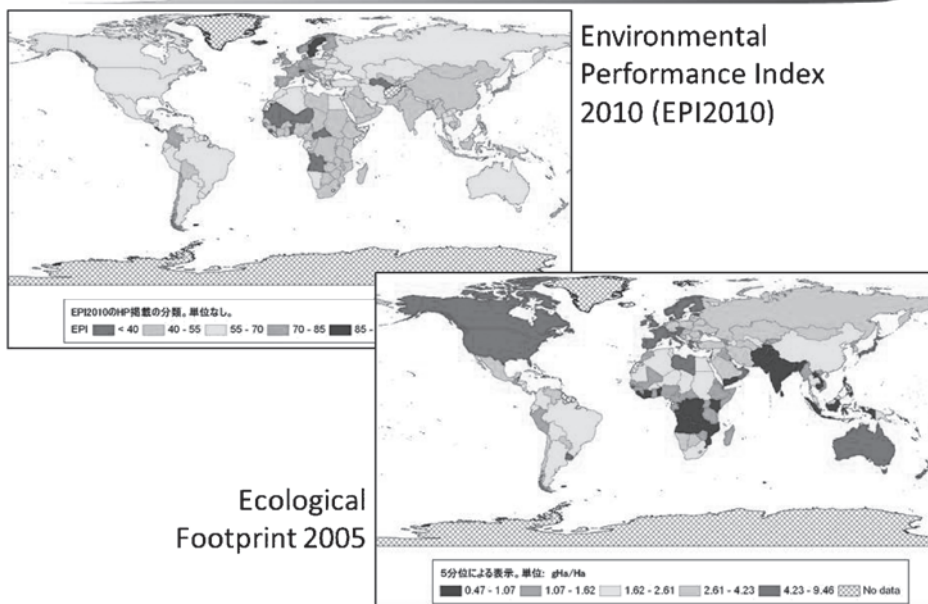 Environmental
Performance Index
2010 (EPI2010)
EPI2010のHP掲載の分類。単位なし。
EPI < 40 40 - 55 55 - 70 70 - 85 85 -
Ecological
Footprint 2005
5分位による表示。単位: gHa/Ha
0.47 - 1.07 1.07 - 1.62 1.62 - 2.61 2.61 - 4.23 4.23 - 9.46 No data